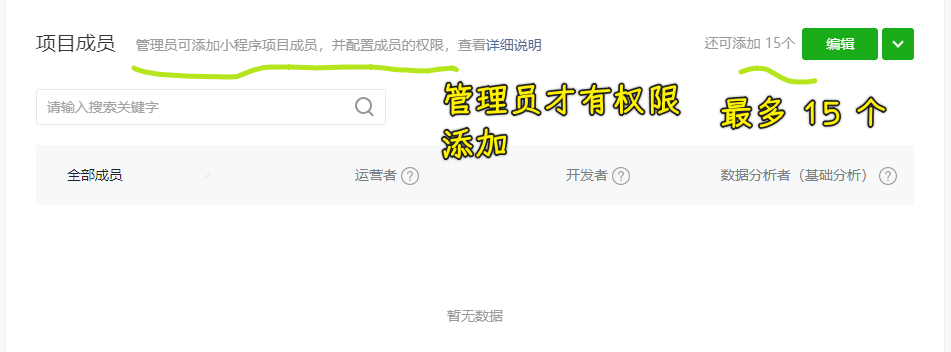 项目成员 管理员可添加小程序项目成员，并配置成员的权限，查看详细说明 还可添加 15个 编辑
请输入搜索关键字
管理员才有权限
添加
最多 15 个
全部成员 运营者 ? 开发者 ? 数据分析者（基础分析） ?
暂无数据